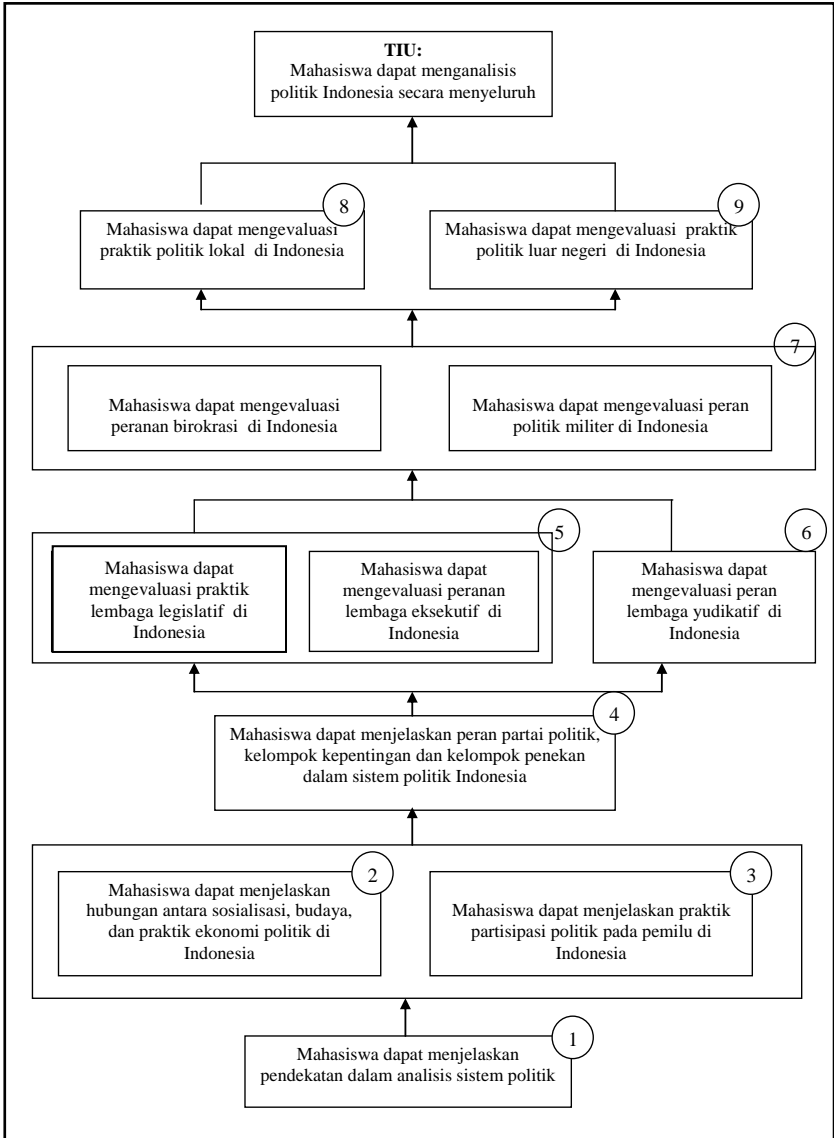 TIU:
Mahasiswa dapat menganalisis
politik Indonesia secara menyeluruh
8
Mahasiswa dapat mengevaluasi
praktik politik lokal di Indonesia
9
Mahasiswa dapat mengevaluasi praktik
politik luar negeri di Indonesia
7
Mahasiswa dapat mengevaluasi
peranan birokrasi di Indonesia
Mahasiswa dapat mengevaluasi peran
politik militer di Indonesia
5
Mahasiswa dapat
mengevaluasi praktik
lembaga legislatif di
Indonesia
Mahasiswa dapat
mengevaluasi peranan
lembaga eksekutif di
Indonesia
6
Mahasiswa dapat
mengevaluasi peran
lembaga yudikatif di
Indonesia
4
Mahasiswa dapat menjelaskan peran partai politik,
kelompok kepentingan dan kelompok penekan
dalam sistem politik Indonesia
2
Mahasiswa dapat menjelaskan
hubungan antara sosialisasi, budaya,
dan praktik ekonomi politik di
Indonesia
3
Mahasiswa dapat menjelaskan praktik
partisipasi politik pada pemilu di
Indonesia
1
Mahasiswa dapat menjelaskan
pendekatan dalam analisis sistem politik